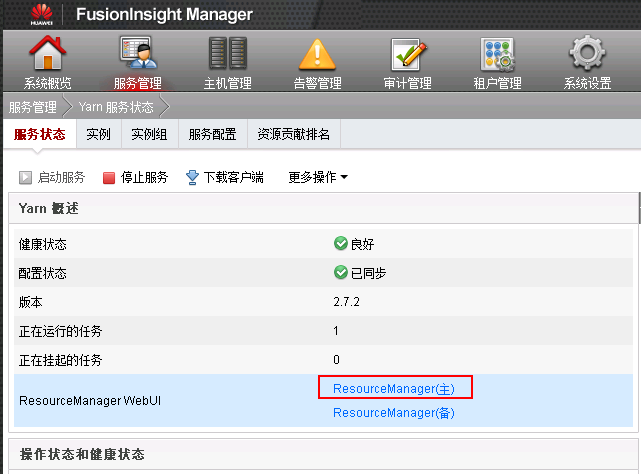 HUAWEI FusionInsight Manager
系统概览 服务管理 主机管理 告警管理 审计管理 租户管理 系统设置
服务管理 Yarn 服务状态
服务状态 实例 实例组 服务配置 资源贡献排名
启动服务 停止服务 下载客户端 更多操作
Yarn 概述
健康状态 良好
配置状态 已同步
版本 2.7.2
正在运行的任务 1
正在挂起的任务 0
ResourceManager WebUI ResourceManager(主)
ResourceManager(备)
操作状态和健康状态